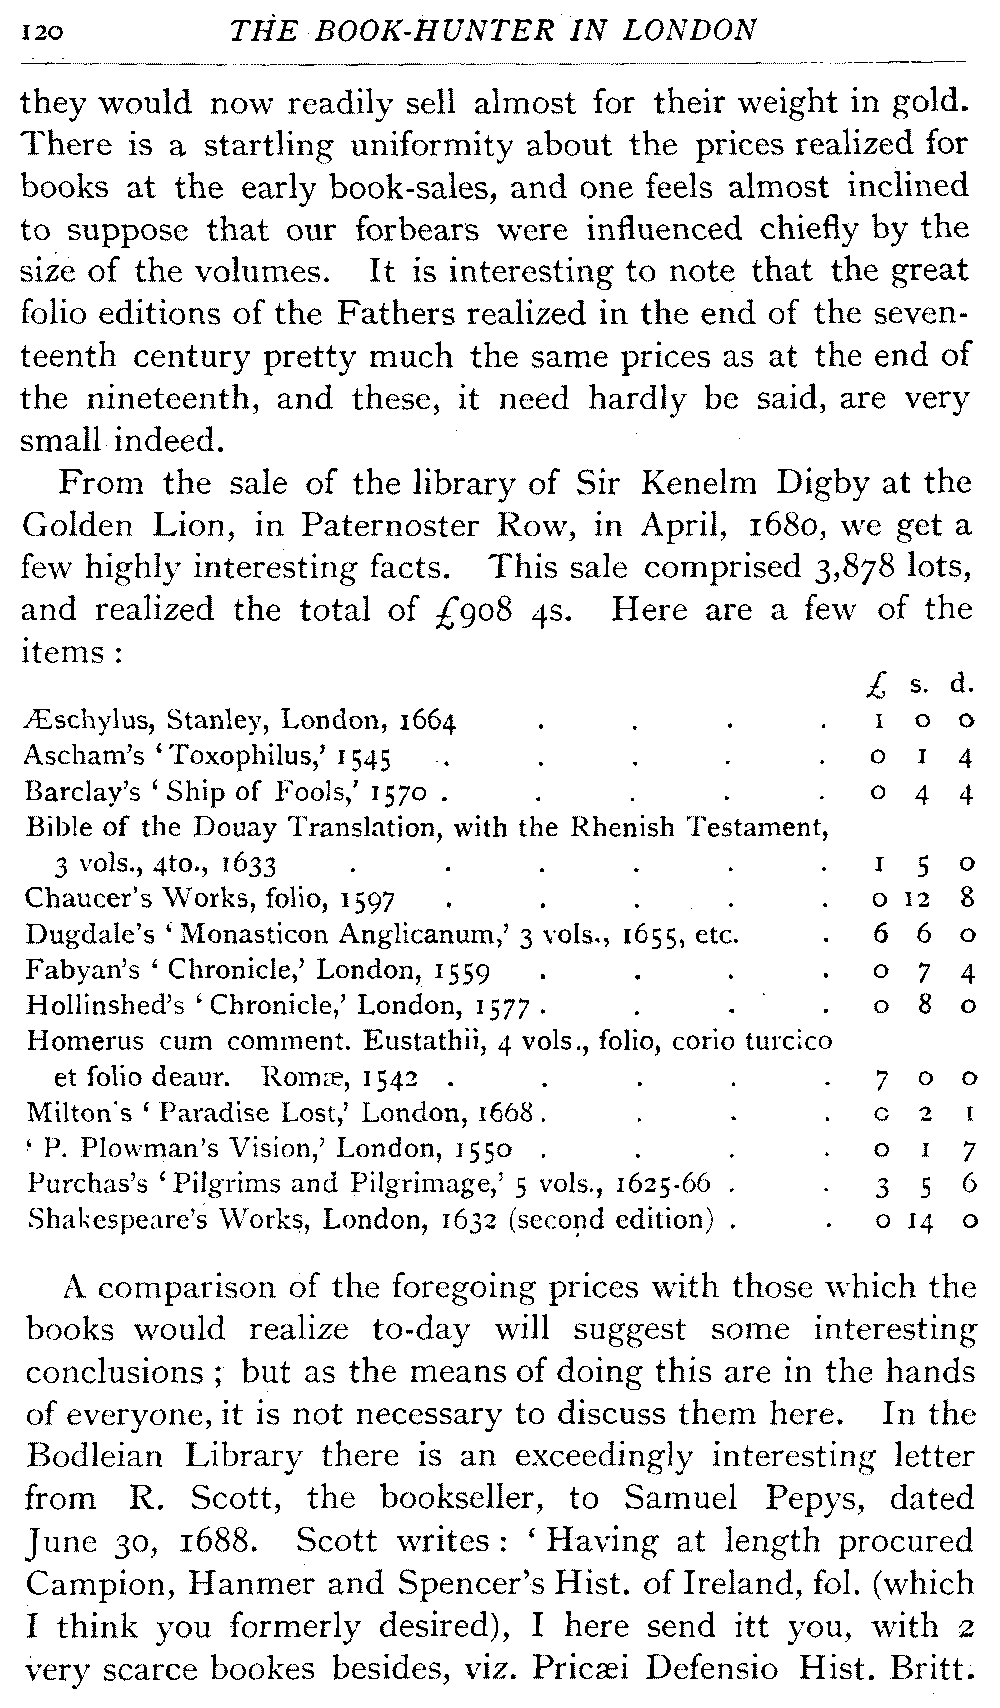 120 THE BOOK-HUNTER IN LONDON
they would now readily sell almost for their weight in gold.
There is a startling uniformity about the prices realized for
books at the early book-sales, and one feels almost inclined
to suppose that our forbears were influenced chiefly by the
size of the volumes. It is interesting to note that the great
folio editions of the Fathers realized in the end of the seven-
teenth century pretty much the same prices as at the end of
the nineteenth, and these, it need hardly be said, are very
small indeed.
From the sale of the library of Sir Kenelm Digby at the
Golden Lion, in Paternoster Row, in April, 1680, we get a
few highly interesting facts. This sale comprised 3,878 lots,
and realized the total of £908 4s. Here are a few of the
items :
£ s. d.
Æschylus, Stanley, London, 1664 . . . . 1 0 0
Ascham's 'Toxophilus,' 1545 . . . . . 0 1 4
Barclay's 'Ship of Fools,' 1570 . . . . . 0 4 4
Bible of the Douay Translation, with the Rhenish Testament,
3 vols., 4to., 1633 . . . . . . 1 5 0
Chaucer's Works, folio, 1597 . . . . . 0 12 8
Dugdale's 'Monasticon Anglicanum,' 3 vols., 1655, etc. . 6 6 0
Fabyan's 'Chronicle,' London, 1559 . . . . 0 7 4
Hollinshed's 'Chronicle,' London, 1577 . . . . 0 8 0
Homerus cum comment. Eustathii, 4 vols., folio, corio turcico
et folio deaur. Romæ, 1542 . . . . . 7 0 0
Milton's 'Paradise Lost,' London, 1668 . . . . 0 2 1
'P. Plowman's Vision,' London, 1550 . . . . 0 1 7
Purchas's 'Pilgrims and Pilgrimage,' 5 vols., 1625-66 . . 3 5 6
Shakespeare's Works, London, 1632 (second edition) . . 0 14 0
A comparison of the foregoing prices with those which the
books would realize to-day will suggest some interesting
conclusions ; but as the means of doing this are in the hands
of everyone, it is not necessary to discuss them here. In the
Bodleian Library there is an exceedingly interesting letter
from R. Scott, the bookseller, to Samuel Pepys, dated
June 30, 1688. Scott writes : 'Having at length procured
Campion, Hanmer and Spencer's Hist. of Ireland, fol. (which
I think you formerly desired), I here send itt you, with 2
very scarce bookes besides, viz. Pricæi Defensio Hist. Britt.